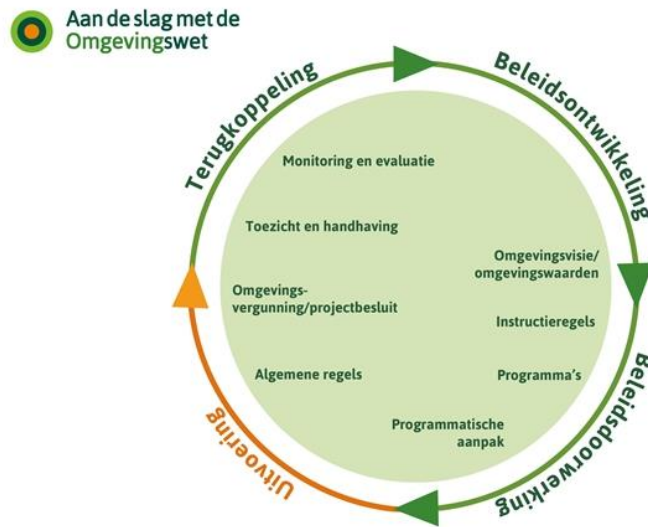 Aan de slag met de
Omgevingswet
Terugkoppeling
Beleidsontwikkeling
Monitoring en evaluatie
Toezicht en handhaving
Omgevingsvisie/
omgevingswaarden
Omgevings-
vergunning/projectbesluit
Instructieregels
Algemene regels
Programma's
Programmatische
aanpak
Uitvoering
Beleidsdoorwerking